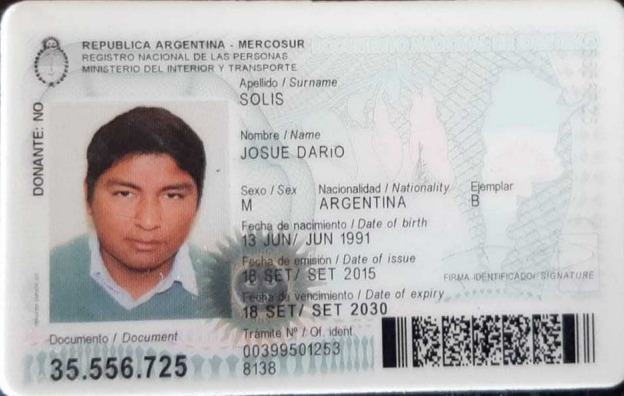 REPUBLICA ARGENTINA - MERCOSUR
REGISTRO NACIONAL DE LAS PERSONAS
MINISTERIO DEL INTERIOR Y TRANSPORTE
Apellido / Surname
SOLIS
Nombre / Name
JOSUE DARIO
Sexo / Sex Nacionalidad / Nationality Ejemplar
M ARGENTINA B
Fecha de nacimiento / Date of birth
13 JUN/ JUN 1991
Fecha de emisión / Date of issue
18 SET/ SET 2015
FIRMA IDENTIFICADO/ SIGNATURE
Fecha de vencimiento / Date of expiry
18 SET/ SET 2030
Trámite Nº / Of. ident.
00399501253
8138
Documento / Document
35.556.725
DONANTE: NO